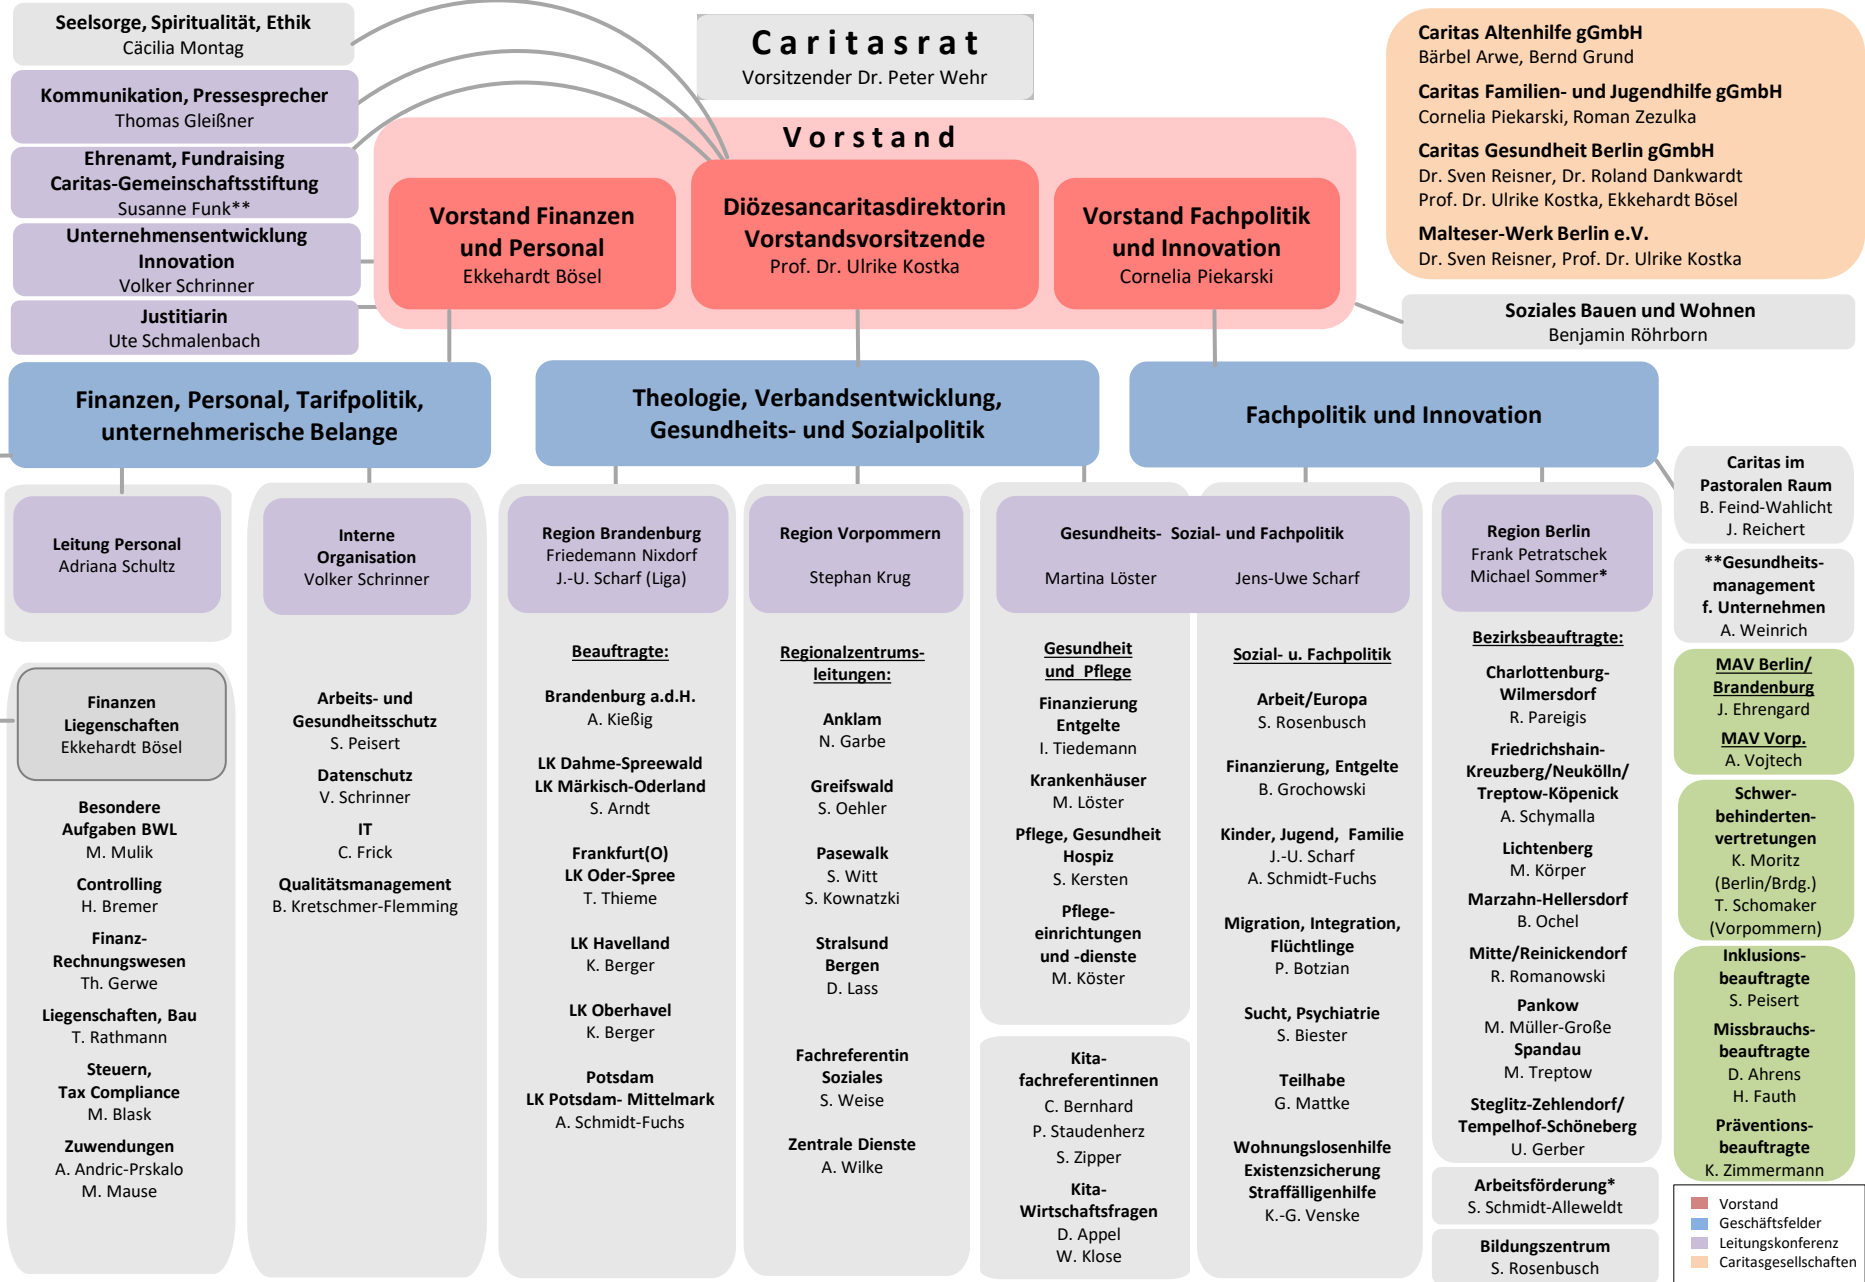 Seelsorge, Spiritualität, Ethik
Cäcilia Montag
Kommunikation, Pressesprecher
Thomas Gleißner
Ehrenamt, Fundraising
Caritas-Gemeinschaftsstiftung
Susanne Funk**
Unternehmensentwicklung
Innovation
Volker Schrinner
Justitiarin
Ute Schmalenbach
Caritasrat
Vorsitzender Dr. Peter Wehr
Vorstand
Vorstand Finanzen
und Personal
Ekkehardt Bösel
Diözesancaritasdirektorin
Vorstandsvorsitzende
Prof. Dr. Ulrike Kostka
Vorstand Fachpolitik
und Innovation
Cornelia Piekarski
Caritas Altenhilfe gGmbH
Bärbel Arwe, Bernd Grund
Caritas Familien- und Jugendhilfe gGmbH
Cornelia Piekarski, Roman Zezulka
Caritas Gesundheit Berlin gGmbH
Dr. Sven Reisner, Dr. Roland Dankwardt
Prof. Dr. Ulrike Kostka, Ekkehardt Bösel
Malteser-Werk Berlin e.V.
Dr. Sven Reisner, Prof. Dr. Ulrike Kostka
Soziales Bauen und Wohnen
Benjamin Röhrborn
Finanzen, Personal, Tarifpolitik,
unternehmerische Belange
Theologie, Verbandsentwicklung,
Gesundheits- und Sozialpolitik
Fachpolitik und Innovation
Leitung Personal
Adriana Schultz
Finanzen
Liegenschaften
Ekkehardt Bösel
Besondere
Aufgaben BWL
M. Mulik
Controlling
H. Bremer
Finanz-
Rechnungswesen
Th. Gerwe
Liegenschaften, Bau
T. Rathmann
Steuern,
Tax Compliance
M. Blask
Zuwendungen
A. Andric-Prskalo
M. Mause
Interne
Organisation
Volker Schrinner
Arbeits- und
Gesundheitsschutz
S. Peisert
Datenschutz
V. Schrinner
IT
C. Frick
Qualitätsmanagement
B. Kretschmer-Flemming
Region Brandenburg
Friedemann Nixdorf
J.-U. Scharf (Liga)
Beauftragte:
Brandenburg a.d.H.
A. Kießig
LK Dahme-Spreewald
LK Märkisch-Oderland
S. Arndt
Frankfurt(O)
LK Oder-Spree
T. Thieme
LK Havelland
K. Berger
LK Oberhavel
K. Berger
Potsdam
LK Potsdam- Mittelmark
A. Schmidt-Fuchs
Region Vorpommern
Stephan Krug
Regionalzentrums-
leitungen:
Anklam
N. Garbe
Greifswald
S. Oehler
Pasewalk
S. Witt
S. Kownatzki
Stralsund
Bergen
D. Lass
Fachreferentin
Soziales
S. Weise
Zentrale Dienste
A. Wilke
Gesundheits- Sozial- und Fachpolitik
Martina Löster
Jens-Uwe Scharf
Gesundheit
und Pflege
Finanzierung
Entgelte
I. Tiedemann
Krankenhäuser
M. Löster
Pflege, Gesundheit
Hospiz
S. Kersten
Pflege-
einrichtungen
und -dienste
M. Köster
Kita-
fachreferentinnen
C. Bernhard
P. Staudenherz
S. Zipper
Kita-
Wirtschaftsfragen
D. Appel
W. Klose
Sozial- u. Fachpolitik
Arbeit/Europa
S. Rosenbusch
Finanzierung, Entgelte
B. Grochowski
Kinder, Jugend, Familie
J.-U. Scharf
A. Schmidt-Fuchs
Migration, Integration,
Flüchtlinge
P. Botzian
Sucht, Psychiatrie
S. Biester
Teilhabe
G. Mattke
Wohnungslosenhilfe
Existenzsicherung
Straffälligenhilfe
K.-G. Venske
Region Berlin
Frank Petratschek
Michael Sommer*
Bezirksbeauftragte:
Charlottenburg-
Wilmersdorf
R. Pareigis
Friedrichshain-
Kreuzberg/Neukölln/
Treptow-Köpenick
A. Schymalla
Lichtenberg
M. Körper
Marzahn-Hellersdorf
B. Ochel
Mitte/Reinickendorf
R. Romanowski
Pankow
M. Müller-Große
Spandau
M. Treptow
Steglitz-Zehlendorf/
Tempelhof-Schöneberg
U. Gerber
Arbeitsförderung*
S. Schmidt-Alleweldt
Bildungszentrum
S. Rosenbusch
Caritas im
Pastoralen Raum
B. Feind-Wahlicht
J. Reichert
**Gesundheits-
management
f. Unternehmen
A. Weinrich
MAV Berlin/
Brandenburg
J. Ehrengard
MAV Vorp.
A. Vojtech
Schwer-
behinderten-
vertretungen
K. Moritz
(Berlin/Brdg.)
T. Schomaker
(Vorpommern)
Inklusions-
beauftragte
S. Peisert
Missbrauchs-
beauftragte
D. Ahrens
H. Fauth
Präventions-
beauftragte
K. Zimmermann
Vorstand
Geschäftsfelder
Leitungskonferenz
Caritasgesellschaften